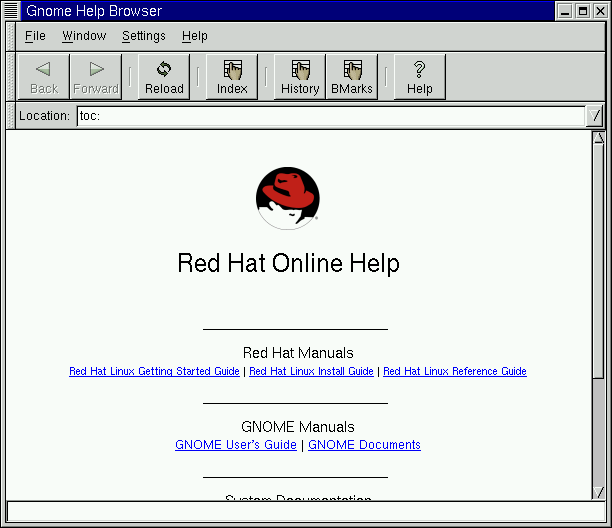 Gnome Help Browser
File Window Settings Help
Back Forward Reload Index History BMarks Help
Location: toc:
Red Hat Online Help
Red Hat Manuals
Red Hat Linux Getting Started Guide | Red Hat Linux Install Guide | Red Hat Linux Reference Guide
GNOME Manuals
GNOME User's Guide | GNOME Documents
System Documentation